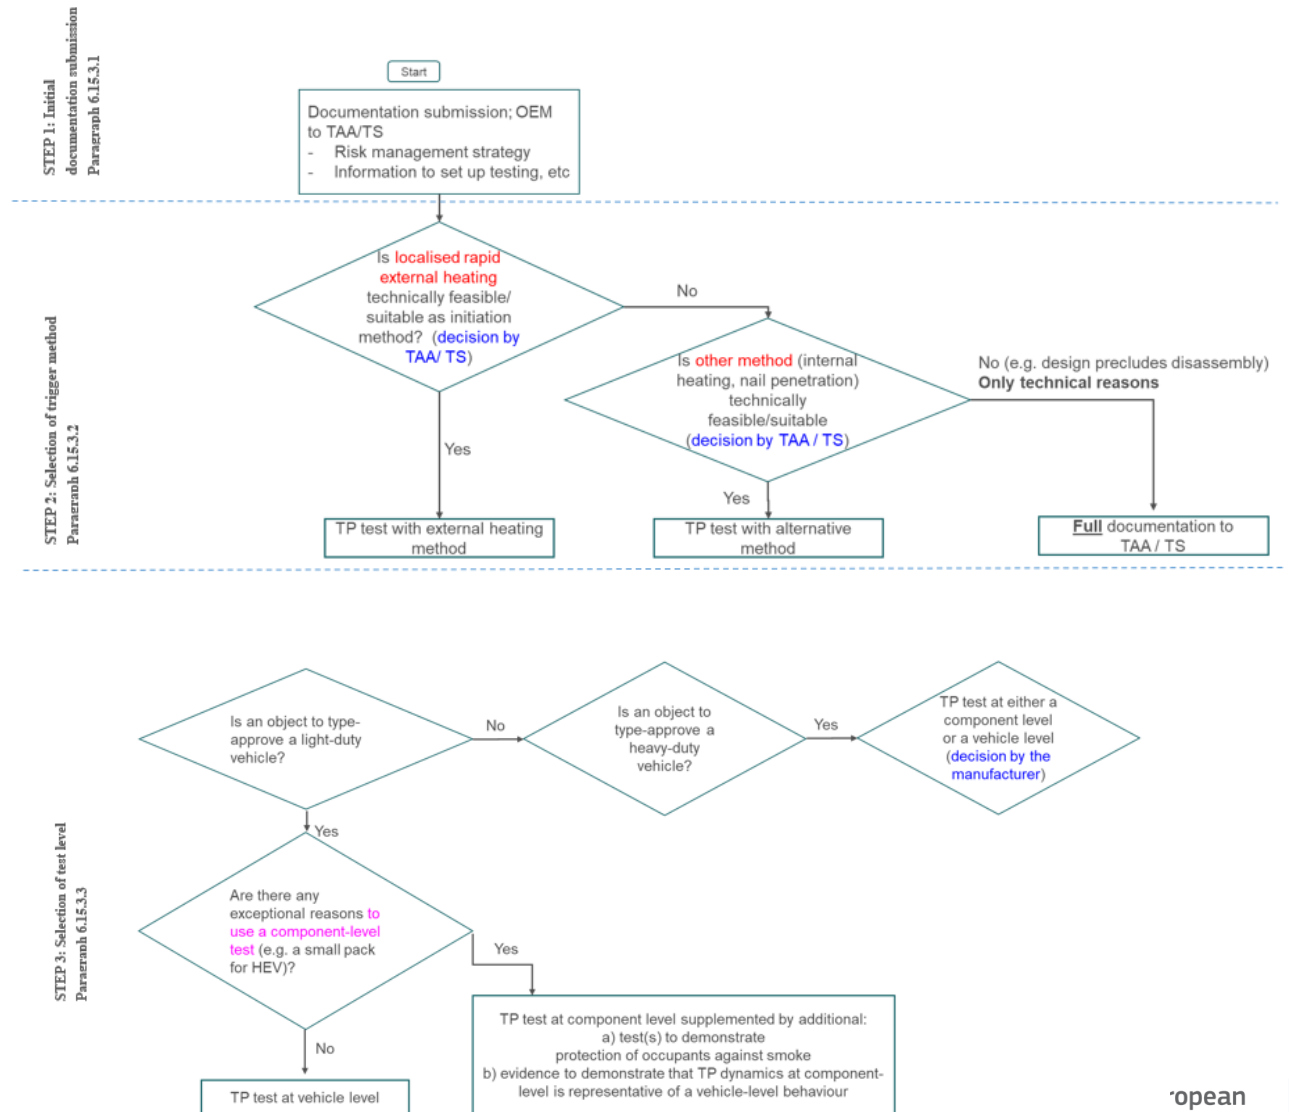 STEP 1: Initial
documentation submission
Paragraph 6.15.3.1
Start
Documentation submission; OEM
to TAA/TS
- Risk management strategy
- Information to set up testing, etc
STEP 2: Selection of trigger method
Paragraph 6.15.3.2
Is localised rapid
external heating
technically feasible/
suitable as initiation
method? (decision by
TAA/ TS)
No
Is other method (internal
heating, nail penetration)
technically
feasible/suitable
(decision by TAA / TS)
No (e.g. design precludes disassembly)
Only technical reasons
Yes
Yes
TP test with external heating
method
TP test with alternative
method
Full documentation to
TAA / TS
STEP 3: Selection of test level
Paragraph 6.15.3.3
Is an object to type-
approve a light-duty
vehicle?
No
Is an object to
type-approve a
heavy-duty
vehicle?
Yes
TP test at either a
component level
or a vehicle level
(decision by the
manufacturer)
Yes
Are there any
exceptional reasons to
use a component-level
test (e.g. a small pack
for HEV)?
Yes
No
TP test at component level supplemented by additional:
a) test(s) to demonstrate
protection of occupants against smoke
b) evidence to demonstrate that TP dynamics at component-
level is representative of a vehicle-level behaviour
TP test at vehicle level
ropean